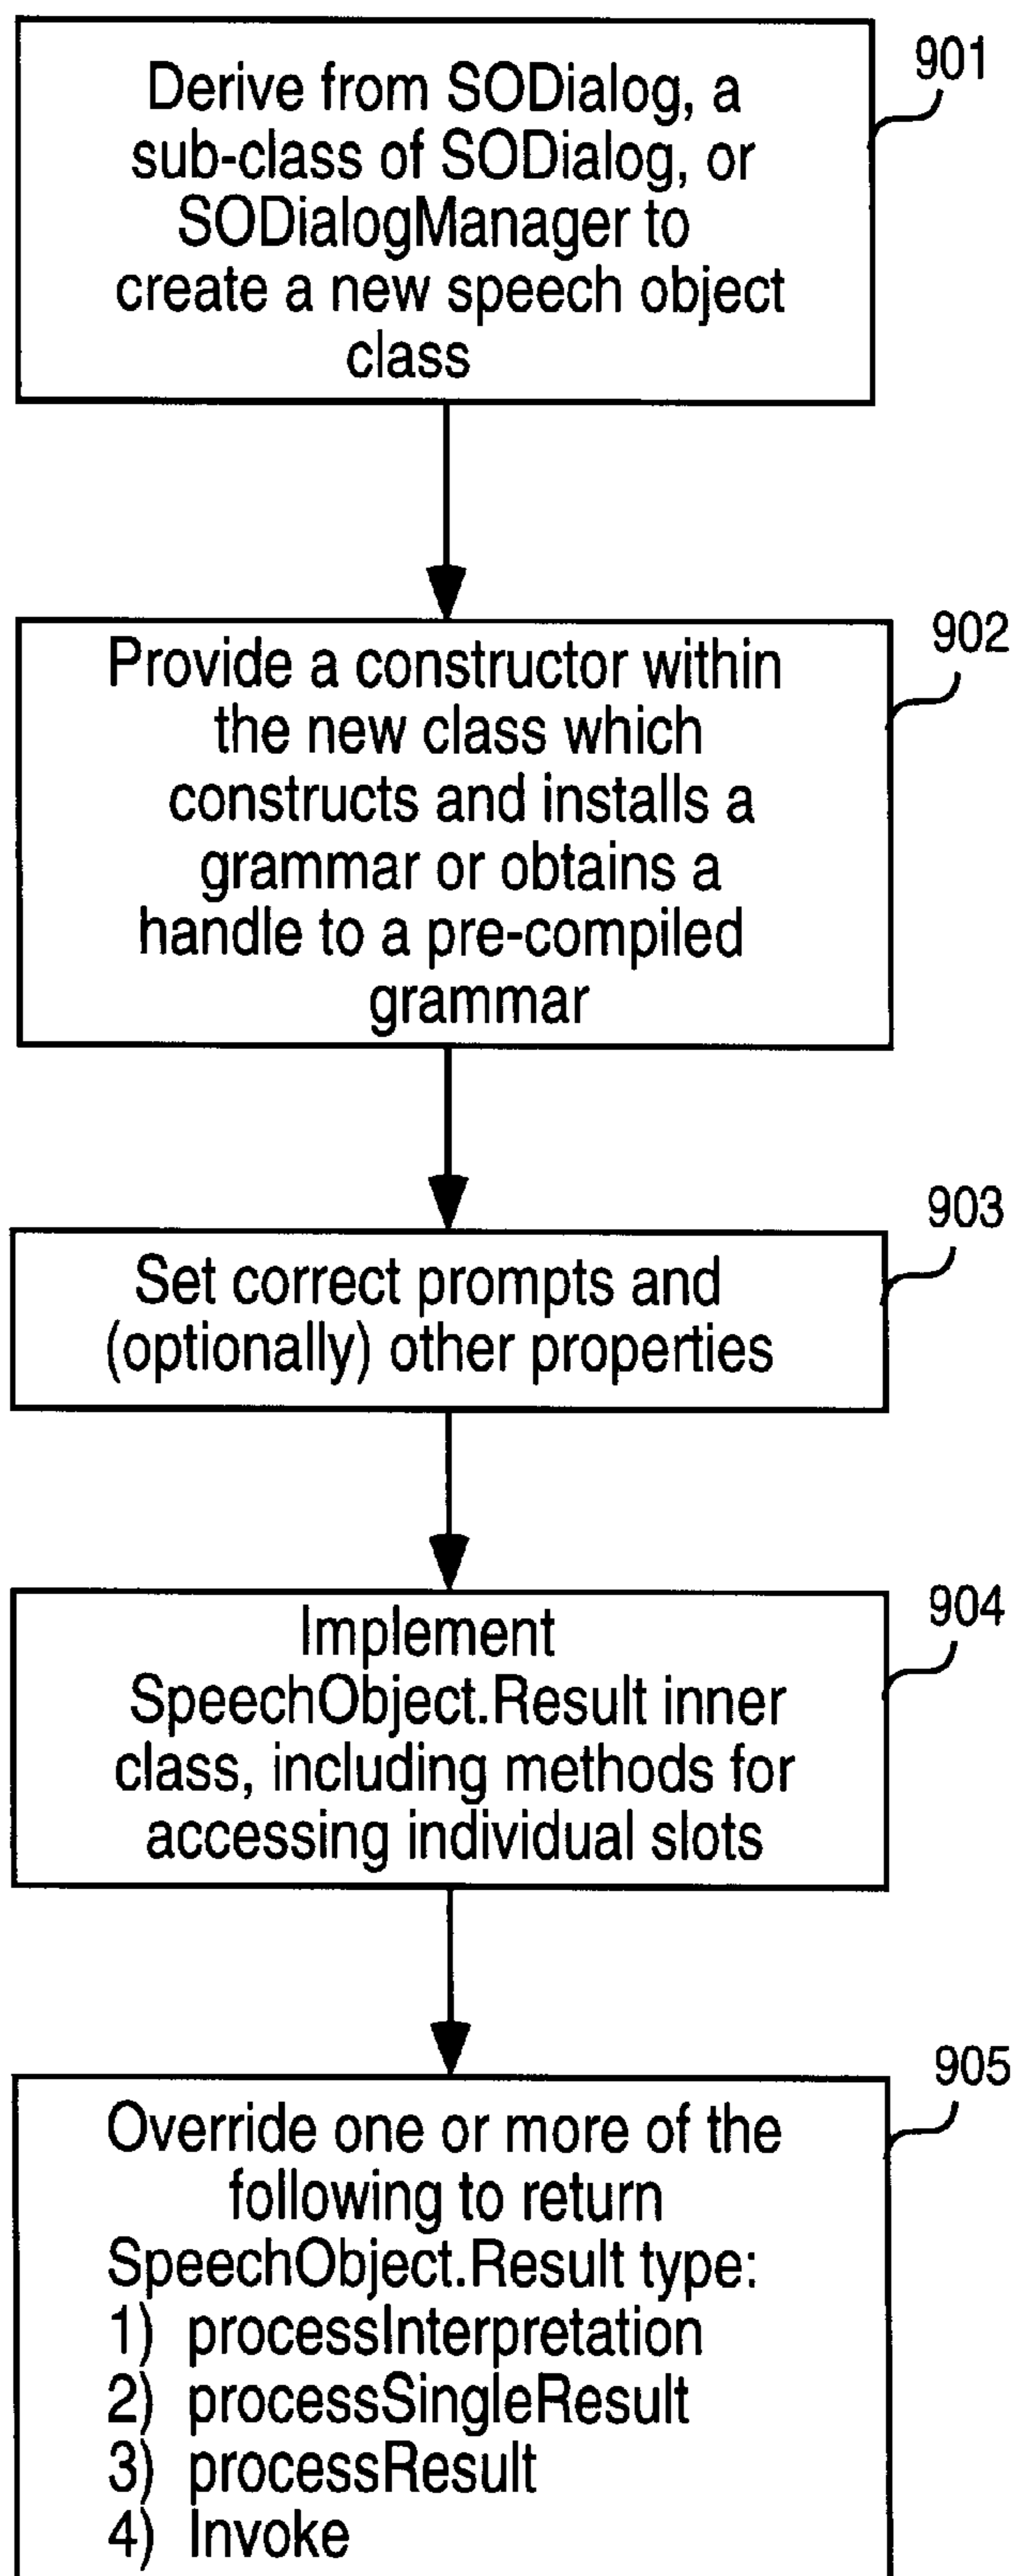 Derive from SODialog, a
sub-class of SODialog, or
SODialogManager to
create a new speech object
class
901
Provide a constructor within
the new class which
constructs and installs a
grammar or obtains a
handle to a pre-compiled
grammar
902
Set correct prompts and
(optionally) other properties
903
Implement
SpeechObject.Result inner
class, including methods for
accessing individual slots
904
Override one or more of the
following to return
SpeechObject.Result type:
1) processInterpretation
2) processSingleResult
3) processResult
4) Invoke
905